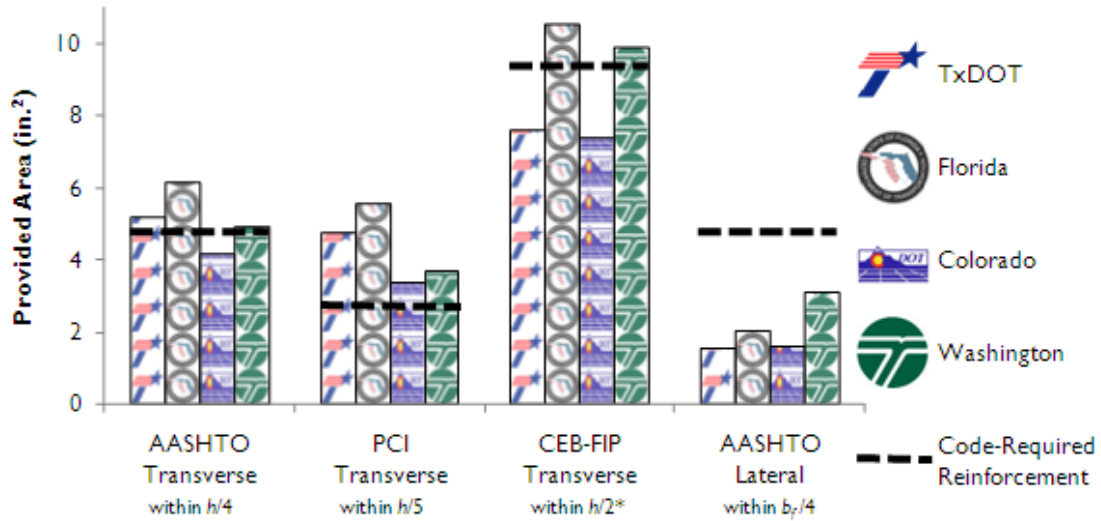 Provided Area (in.²)
10
8
6
4
2
0
AASHTO
Transverse
within h/4
PCI
Transverse
within h/5
CEB-FIP
Transverse
within h/2*
AASHTO
Lateral
within bf/4
TxDOT
Florida
DOT
Colorado
Washington
Code-Required
Reinforcement